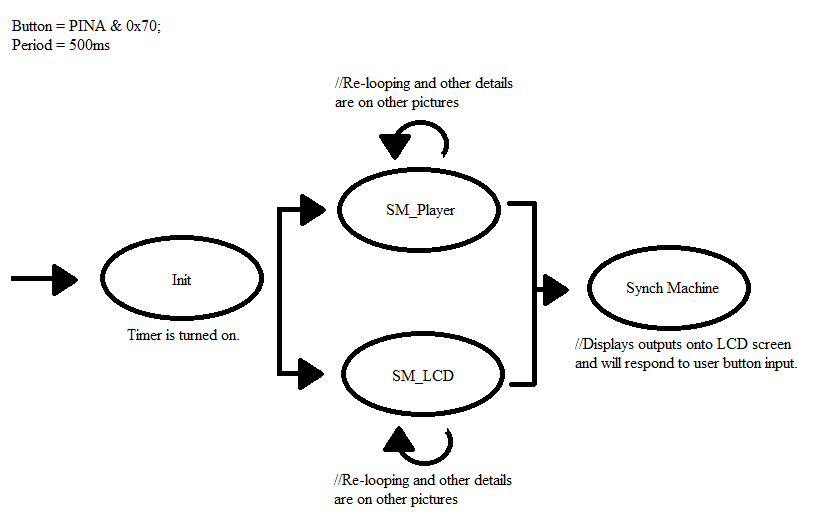 Button = PINA & 0x70;
Period = 500ms
//Re-looping and other details
are on other pictures
SM_Player
Init
Timer is turned on.
Synch Machine
//Displays outputs onto LCD screen
and will respond to user button input.
SM_LCD
//Re-looping and other details
are on other pictures